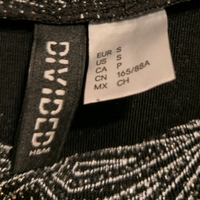 DIVIDED
H&M
EUR S
US S
CA P
CN 165/88A
MX CH